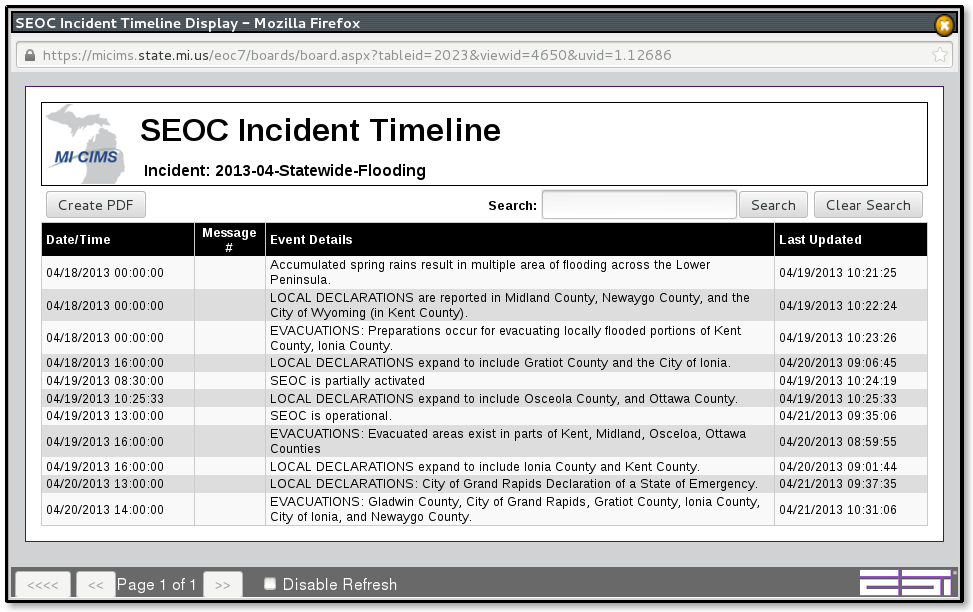 SEOC Incident Timeline Display - Mozilla Firefox
https://micims.state.mi.us/eoc7/boards/board.aspx?tableid=2023&viewid=4650&uvid=1.12686
MI CIMS
SEOC Incident Timeline
Incident: 2013-04-Statewide-Flooding
Create PDF
Search:
Search
Clear Search
Date/Time
Message
#
Event Details
Last Updated
04/18/2013 00:00:00
Accumulated spring rains result in multiple area of flooding across the Lower
Peninsula.
04/19/2013 10:21:25
04/18/2013 00:00:00
LOCAL DECLARATIONS are reported in Midland County, Newaygo County, and the
City of Wyoming (in Kent County).
04/19/2013 10:22:24
04/18/2013 00:00:00
EVACUATIONS: Preparations occur for evacuating locally flooded portions of Kent
County, Ionia County.
04/19/2013 10:23:26
04/18/2013 16:00:00
LOCAL DECLARATIONS expand to include Gratiot County and the City of Ionia.
04/20/2013 09:06:45
04/19/2013 08:30:00
SEOC is partially activated
04/19/2013 10:24:19
04/19/2013 10:25:33
LOCAL DECLARATIONS expand to include Osceola County, and Ottawa County.
04/19/2013 10:25:33
04/19/2013 13:00:00
SEOC is operational.
04/21/2013 09:35:06
04/19/2013 16:00:00
EVACUATIONS: Evacuated areas exist in parts of Kent, Midland, Osceloa, Ottawa
Counties
04/20/2013 08:59:55
04/19/2013 16:00:00
LOCAL DECLARATIONS expand to include Ionia County and Kent County.
04/20/2013 09:01:44
04/20/2013 13:00:00
LOCAL DECLARATIONS: City of Grand Rapids Declaration of a State of Emergency.
04/21/2013 09:37:35
04/20/2013 14:00:00
EVACUATIONS: Gladwin County, City of Grand Rapids, Gratiot County, Ionia County,
City of Ionia, and Newaygo County.
04/21/2013 10:31:06
<<<<
<<
Page 1 of 1
>>
Disable Refresh